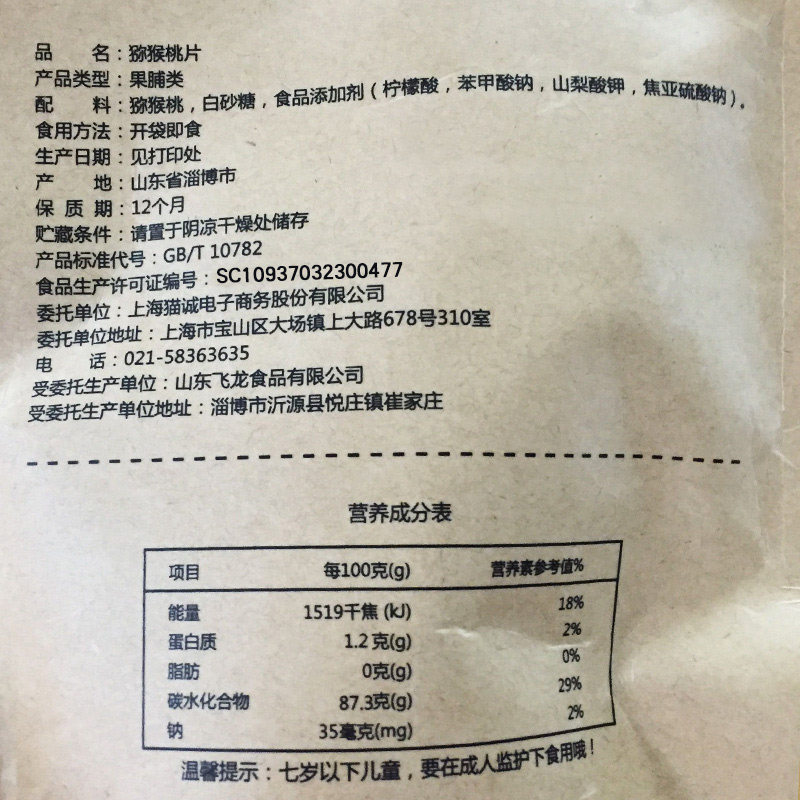 品 名：猕猴桃片
产品类型：果脯类
配 料：猕猴桃，白砂糖，食品添加剂（柠檬酸，苯甲酸钠，山梨酸钾，焦亚硫酸钠）。
食用方法：开袋即食
生产日期：见打印处
产 地：山东省淄博市
保 质 期：12个月
贮藏条件：请置于阴凉干燥处储存
产品标准代号：GB/T 10782
食品生产许可证编号：SC10937032300477
委托单位：上海猫诚电子商务股份有限公司
委托单位地址：上海市宝山区大场镇上大路678号310室
电 话：021-58363635
受委托生产单位：山东飞龙食品有限公司
受委托生产单位地址：淄博市沂源县悦庄镇崔家庄
营养成分表
项目 每100克(g) 营养素参考值%
能量 1519千焦 (kJ) 18%
蛋白质 1.2 克(g) 2%
脂肪 0克(g) 0%
碳水化合物 87.3克(g) 29%
钠 35毫克(mg) 2%
温馨提示：七岁以下儿童，要在成人监护下食用哦！